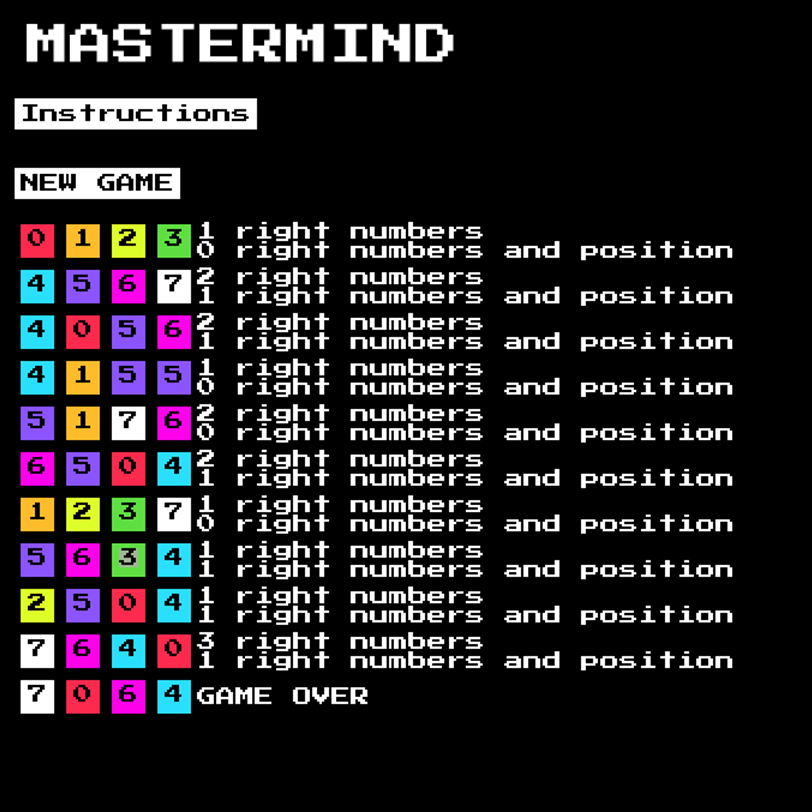 MASTERMIND
Instructions
NEW GAME
0 1 2 3 1 right numbers
0 right numbers and position
4 5 6 7 2 right numbers
1 right numbers and position
4 0 5 6 2 right numbers
1 right numbers and position
4 1 5 5 1 right numbers
0 right numbers and position
5 1 7 6 2 right numbers
0 right numbers and position
6 5 0 4 2 right numbers
1 right numbers and position
1 2 3 7 1 right numbers
0 right numbers and position
5 6 3 4 1 right numbers
1 right numbers and position
2 5 0 4 1 right numbers
1 right numbers and position
7 6 4 0 3 right numbers
1 right numbers and position
7 0 6 4 GAME OVER